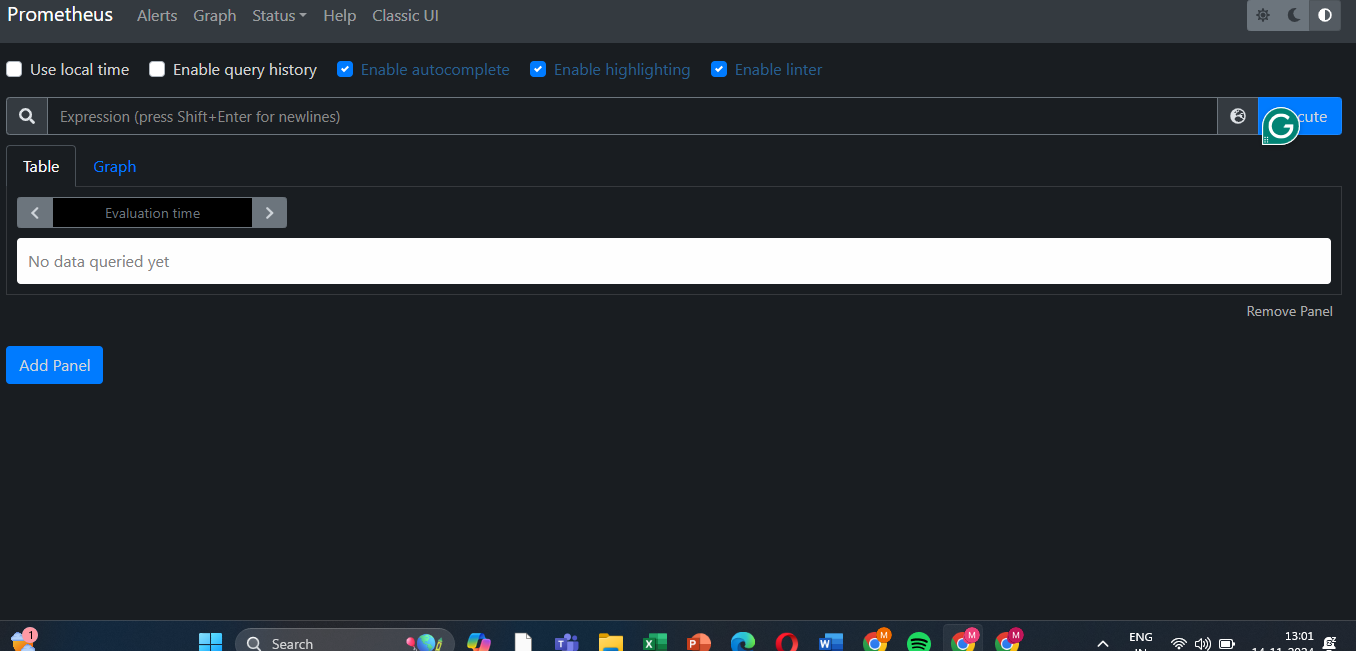 Prometheus Alerts Graph Status Help Classic UI
Use local time Enable query history Enable autocomplete Enable highlighting Enable linter
Expression (press Shift+Enter for newlines) cute
Table Graph
Evaluation time
No data queried yet
Remove Panel
Add Panel
1 Search M M M ENG 13:01